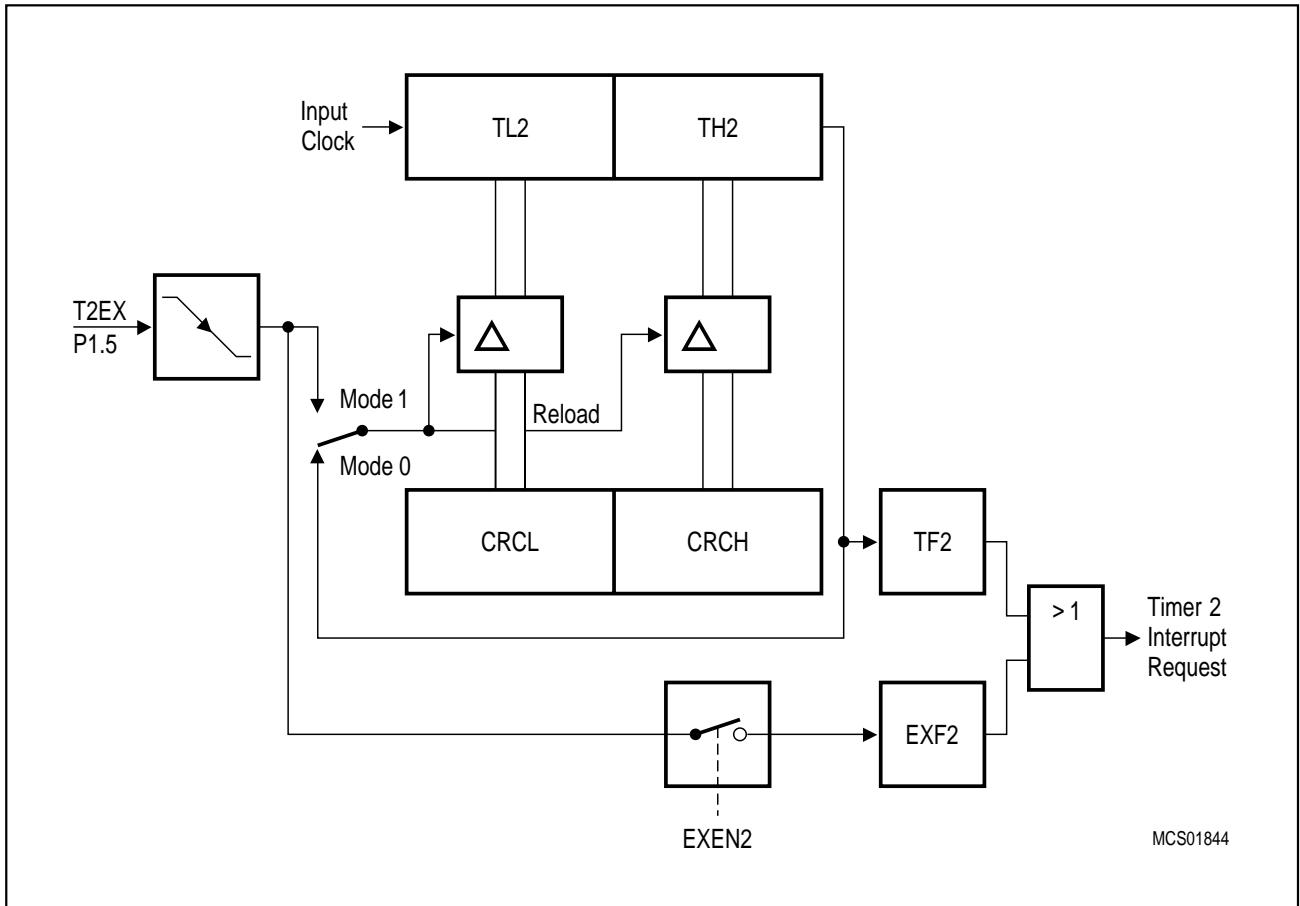 Input
Clock
TL2
TH2
T2EX
P1.5
Mode 1
Reload
Mode 0
CRCL
CRCH
TF2
> 1
Timer 2
Interrupt
Request
EXF2
EXEN2
MCS01844